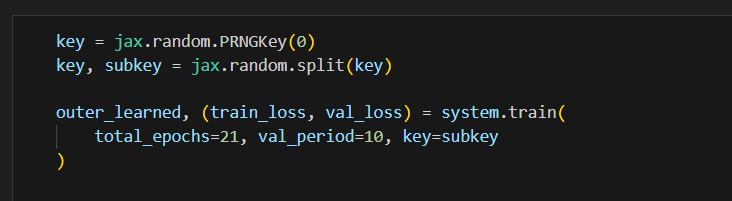 key = jax.random.PRNGKey(0)
key, subkey = jax.random.split(key)

outer_learned, (train_loss, val_loss) = system.train(
    total_epochs=21, val_period=10, key=subkey
)